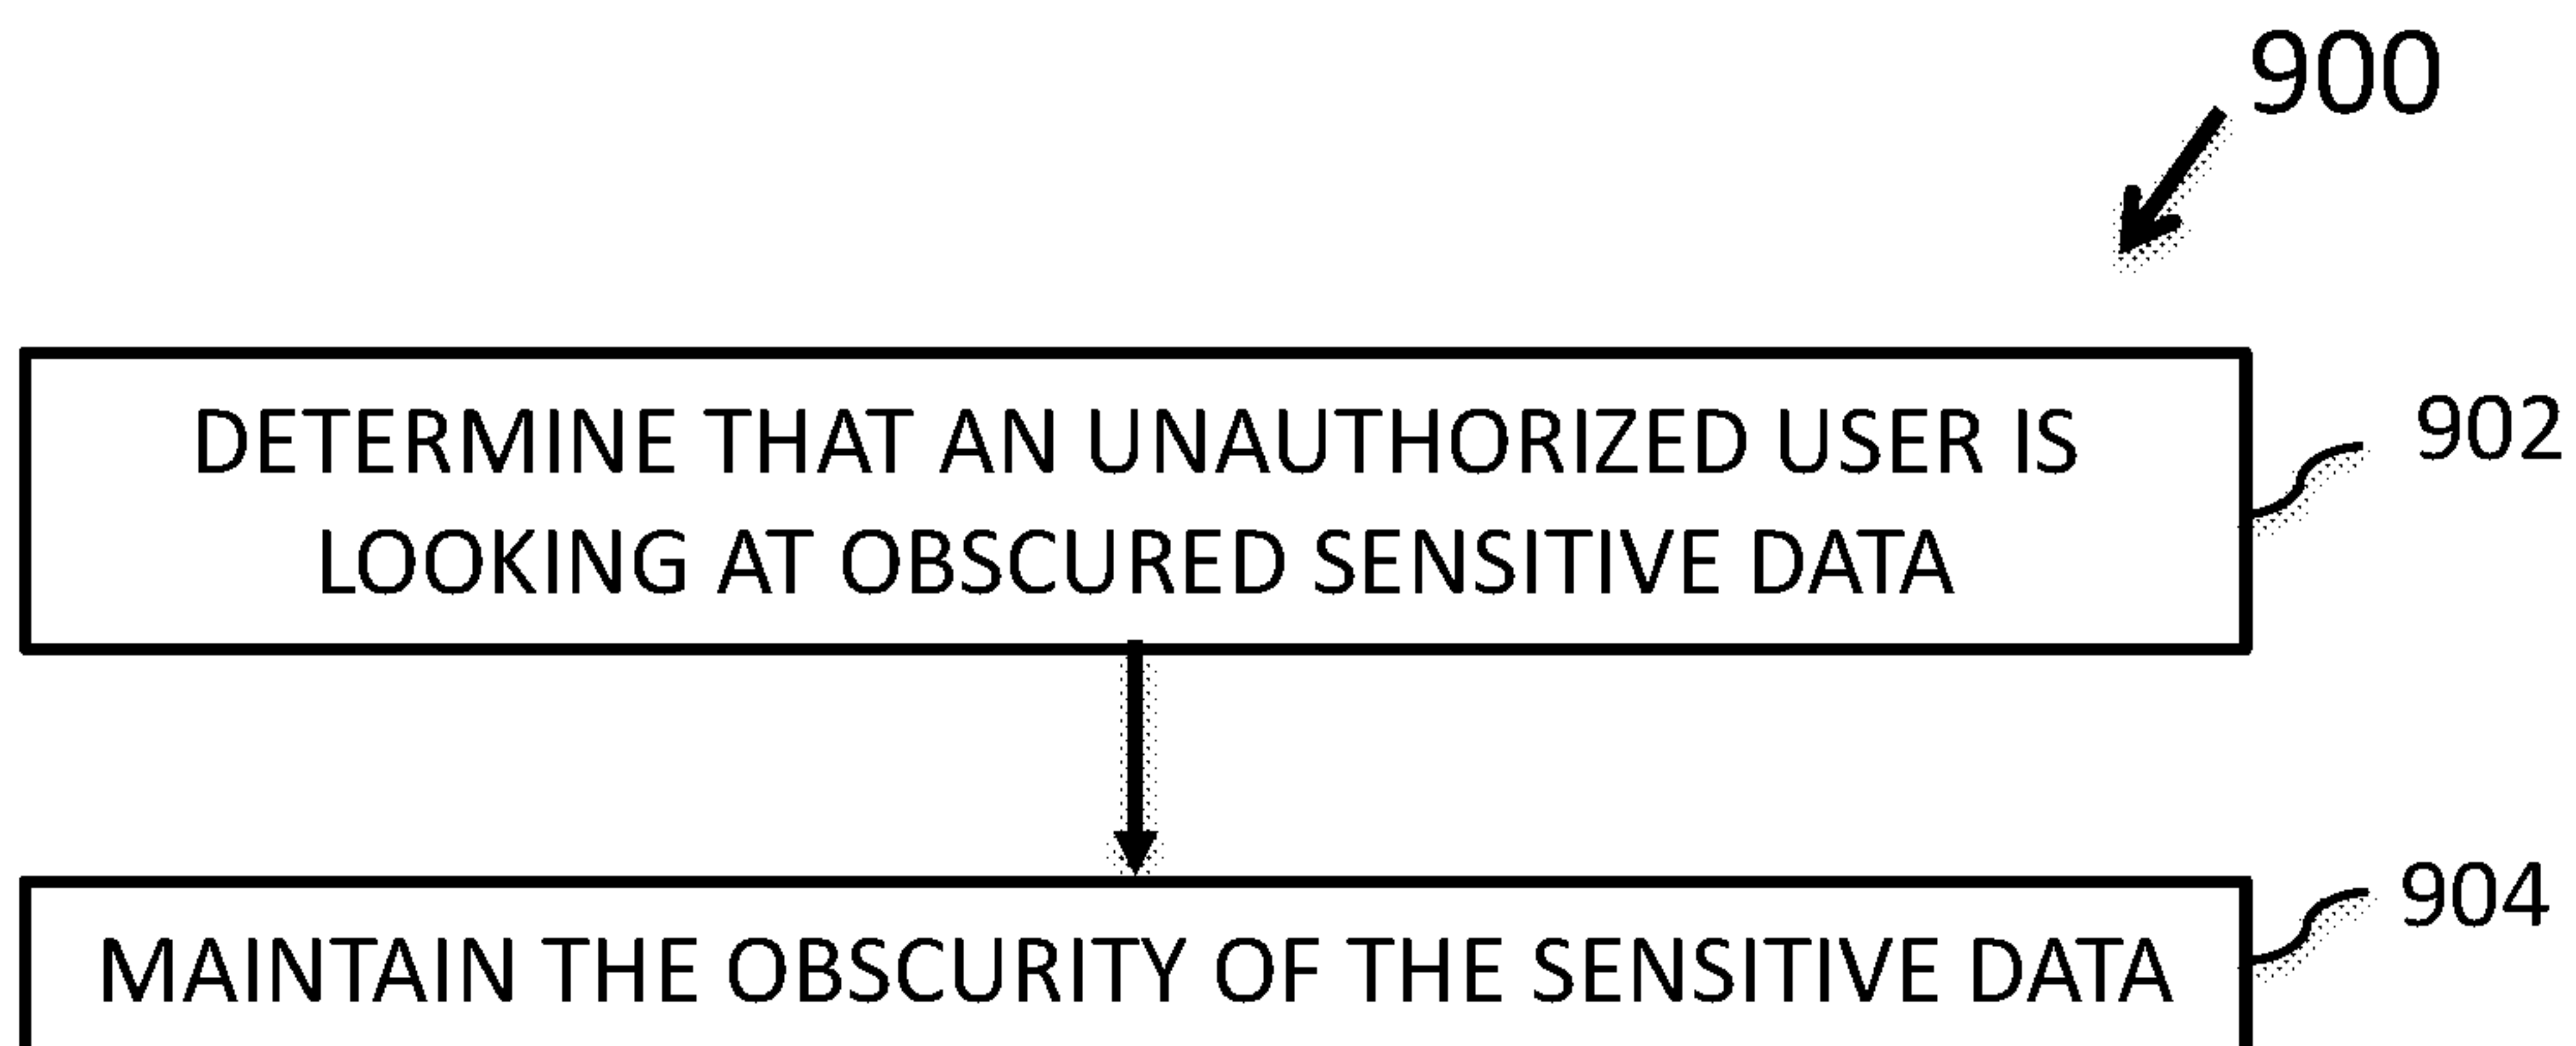 900
DETERMINE THAT AN UNAUTHORIZED USER IS
LOOKING AT OBSCURED SENSITIVE DATA
902
MAINTAIN THE OBSCURITY OF THE SENSITIVE DATA
904